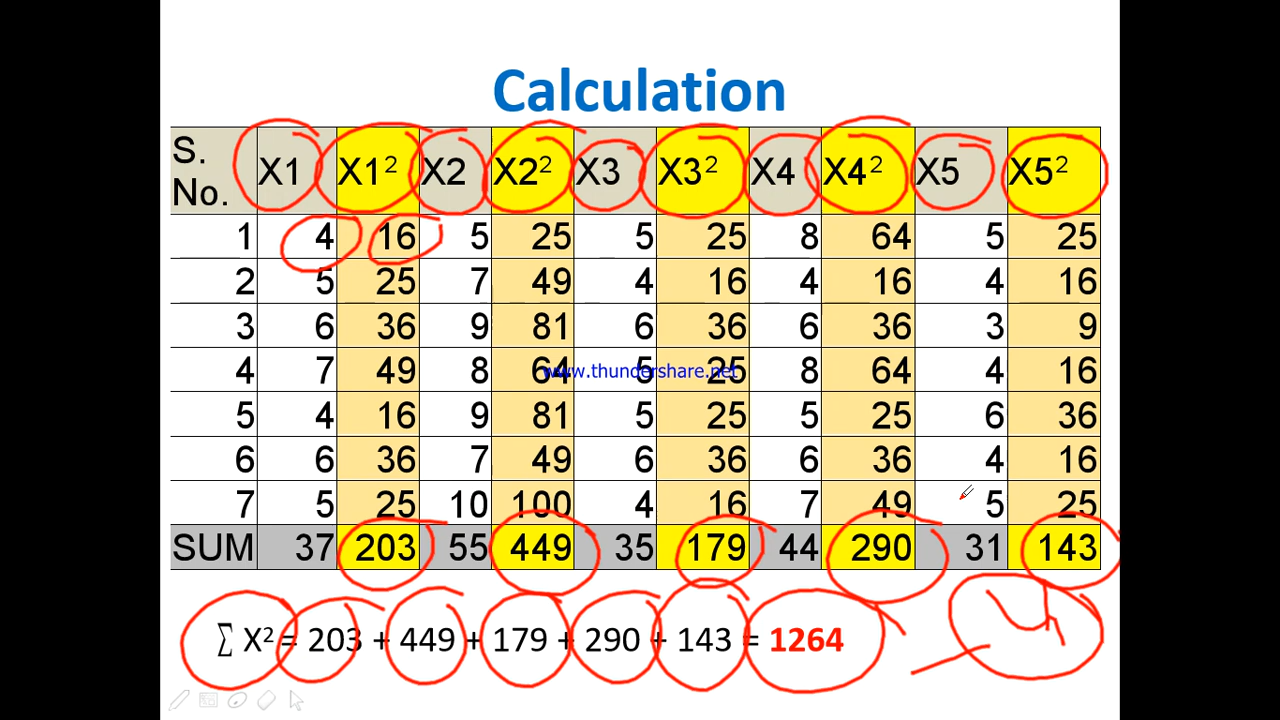 Calculation
S. No. X1 X1² X2 X2² X3 X3² X4 X4² X5 X5²
1 4 16 5 25 5 25 8 64 5 25
2 5 25 7 49 4 16 4 16 4 16
3 6 36 9 81 6 36 6 36 3 9
4 7 49 8 64 5 25 8 64 4 16
www.thundershare.net
5 4 16 9 81 5 25 5 25 6 36
6 6 36 7 49 6 36 6 36 4 16
7 5 25 10 100 4 16 7 49 5 25
SUM 37 203 55 449 35 179 44 290 31 143
∑ X² = 203 + 449 + 179 + 290 + 143 = 1264